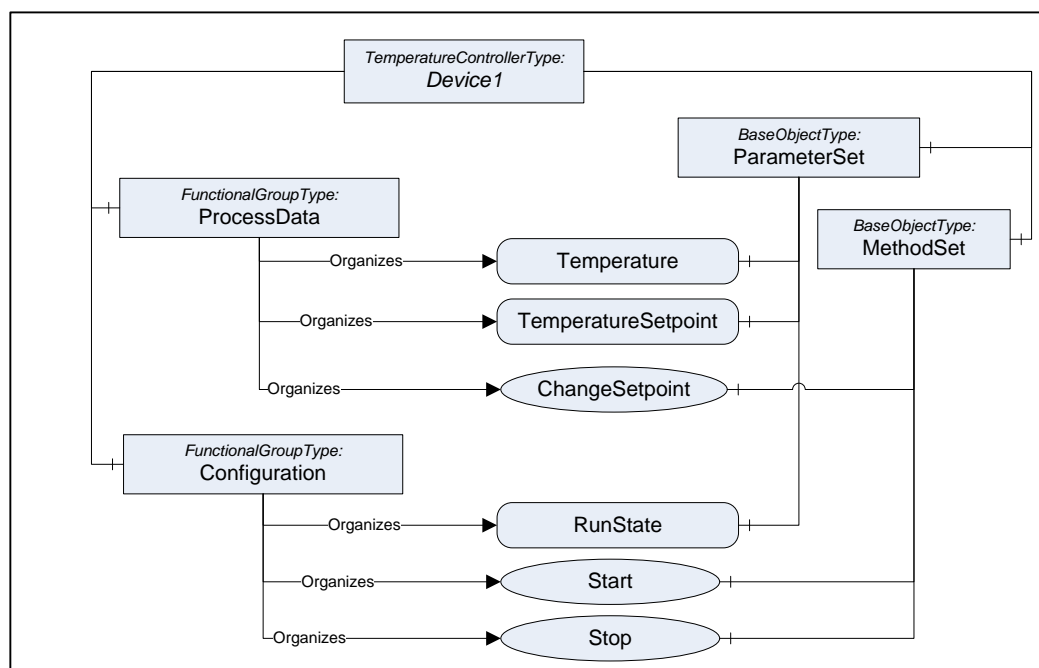 TemperatureControllerType:
Device1
BaseObjectType:
ParameterSet
FunctionalGroupType:
ProcessData
BaseObjectType:
MethodSet
Organizes
Temperature
Organizes
TemperatureSetpoint
Organizes
ChangeSetpoint
FunctionalGroupType:
Configuration
Organizes
RunState
Organizes
Start
Organizes
Stop